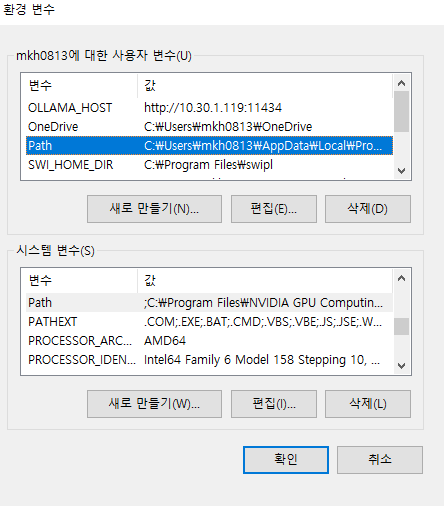 환경 변수
mkh0813에 대한 사용자 변수(U)
변수 값
OLLAMA_HOST http://10.30.1.119:11434
OneDrive C:₩Users₩mkh0813₩OneDrive
Path C:₩Users₩mkh0813₩AppData₩Local₩Pro...
SWI_HOME_DIR C:₩Program Files₩swipl
새로 만들기(N)... 편집(E)... 삭제(D)
시스템 변수(S)
변수 값
Path ;C:₩Program Files₩NVIDIA GPU Computin...
PATHEXT .COM;.EXE;.BAT;.CMD;.VBS;.VBE;.JS;.JSE;.W...
PROCESSOR_ARC... AMD64
PROCESSOR_IDEN... Intel64 Family 6 Model 158 Stepping 10, ...
새로 만들기(W)... 편집(I)... 삭제(L)
확인 취소